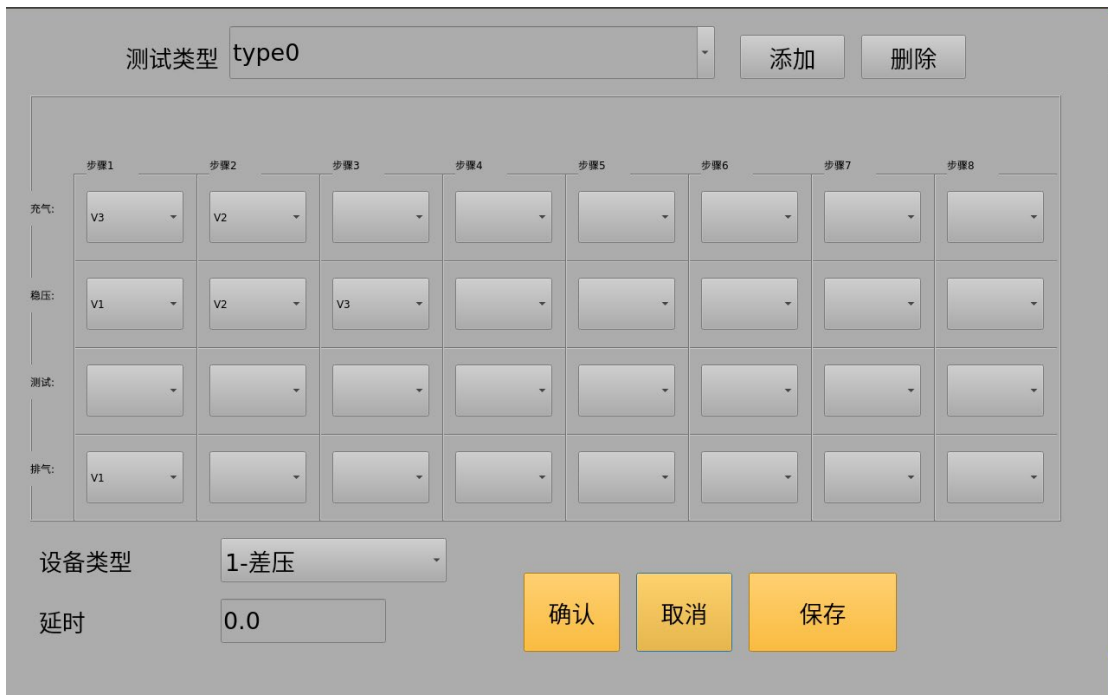 测试类型 type0 添加 删除
步骤1 步骤2 步骤3 步骤4 步骤5 步骤6 步骤7 步骤8
充气: V3 V2
稳压: V1 V2 V3
测试:
排气: V1
设备类型 1-差压
延时 0.0
确认 取消 保存